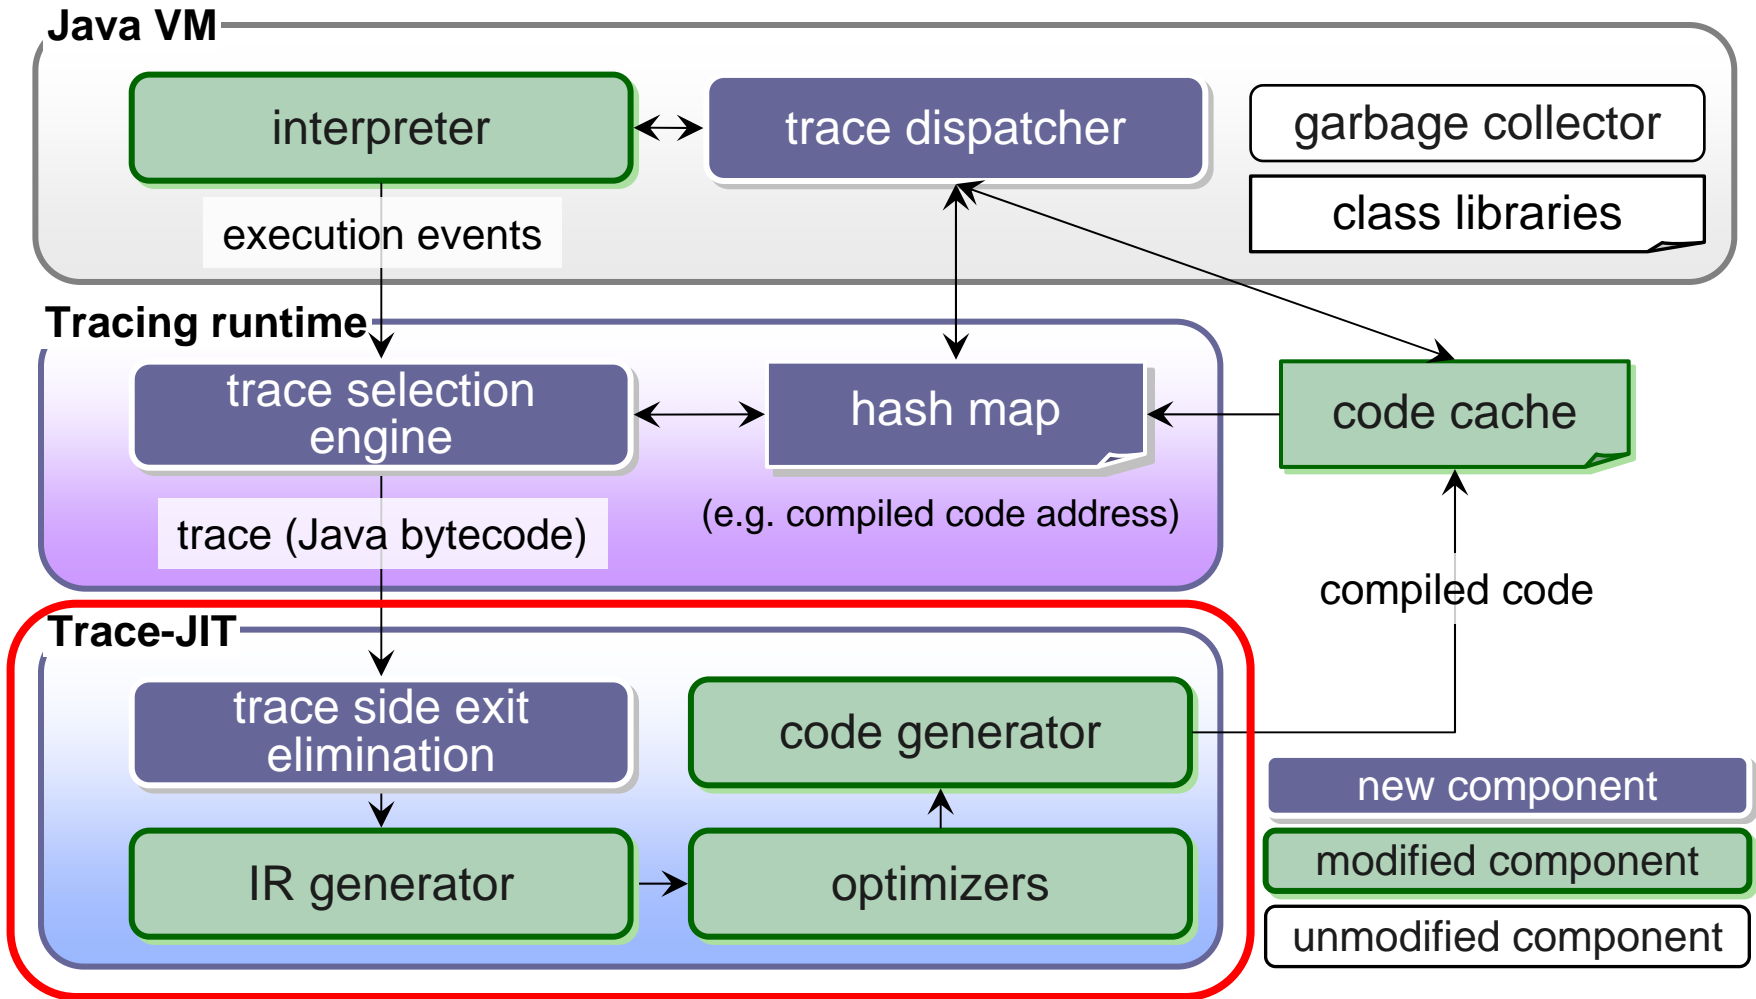 Java VM
interpreter
trace dispatcher
garbage collector
class libraries
execution events
Tracing runtime
trace selection
engine
hash map
code cache
(e.g. compiled code address)
trace (Java bytecode)
compiled code
Trace-JIT
trace side exit
elimination
code generator
new component
IR generator
optimizers
modified component
unmodified component